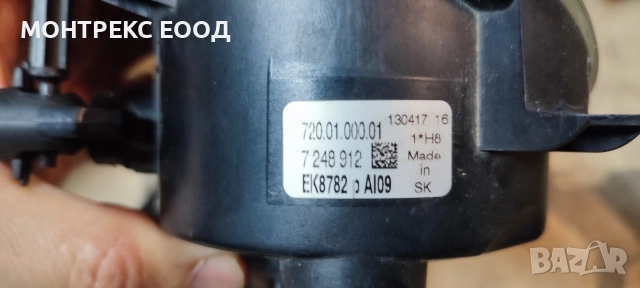 МОНТРЕКС ЕООД
720.01.000.01
130417 16
1*H8
7 248 912
Made
in
SK
EK8782 b AI09
BAZAR